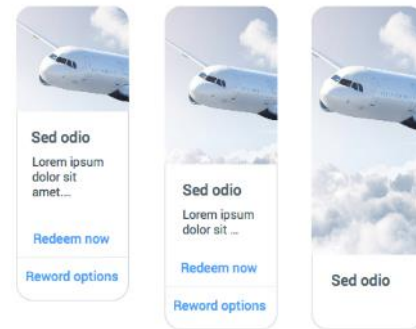 Sed odio
Lorem ipsum
dolor sit
amet....
Redeem now
Reword options
Sed odio
Lorem ipsum
dolor sit ...
Redeem now
Reword options
Sed odio